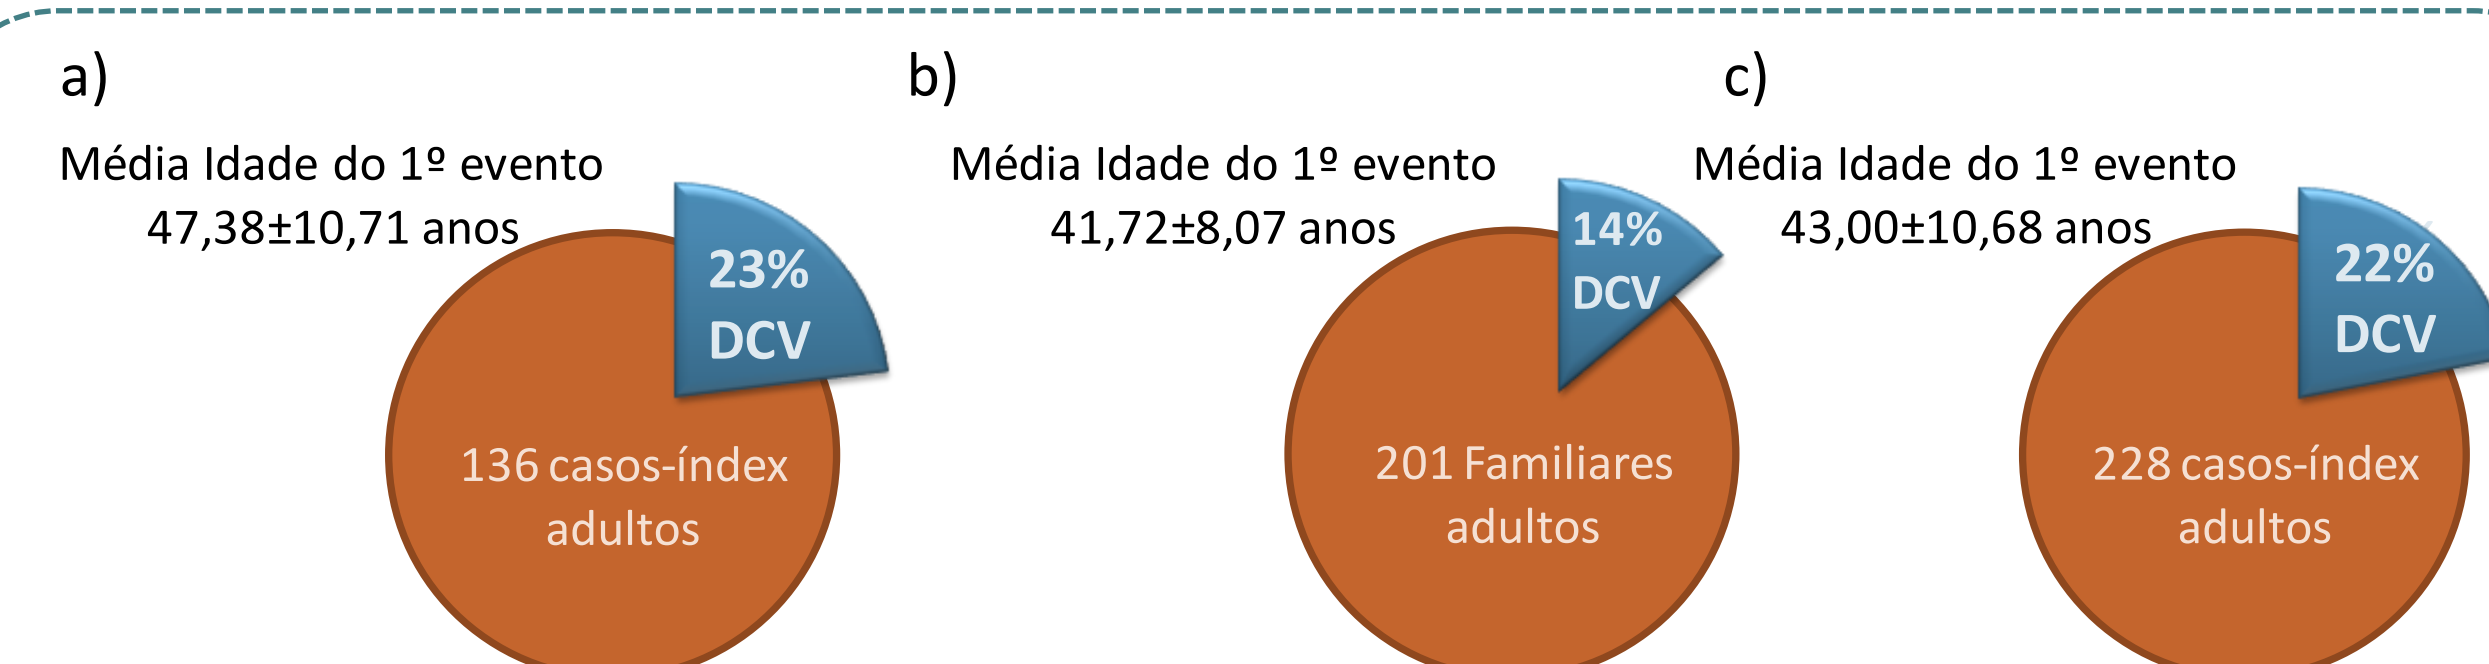 a)
Média Idade do 1º evento
47,38±10,71 anos
23%
DCV
136 casos-índex
adultos
b)
Média Idade do 1º evento
41,72±8,07 anos
14%
DCV
201 Familiares
adultos
c)
Média Idade do 1º evento
43,00±10,68 anos
22%
DCV
228 casos-índex
adultos